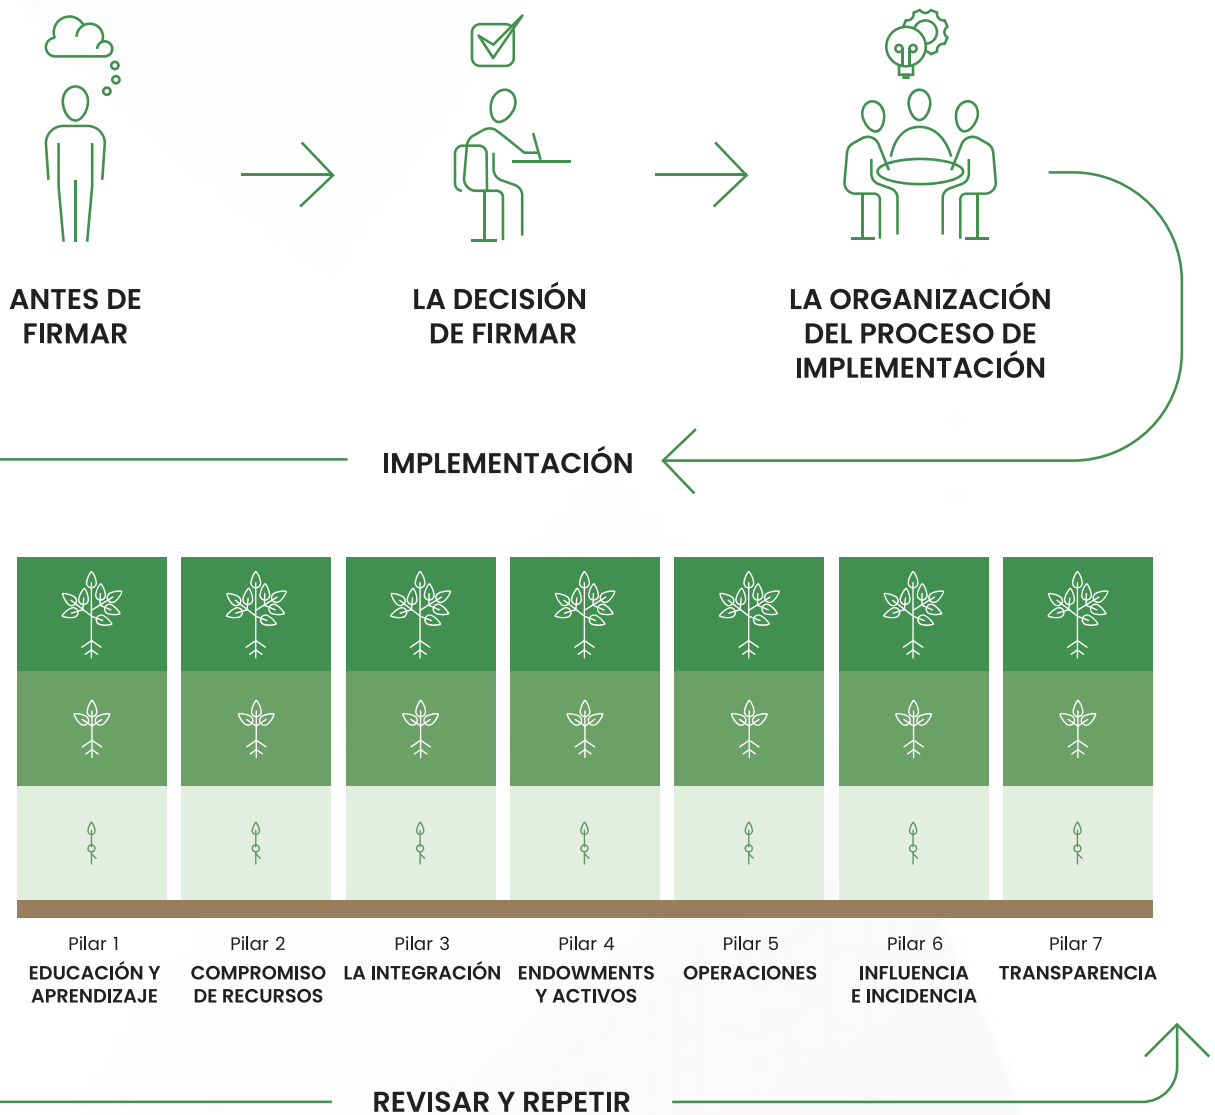 ANTES DE
FIRMAR
LA DECISIÓN
DE FIRMAR
LA ORGANIZACIÓN
DEL PROCESO DE
IMPLEMENTACIÓN
IMPLEMENTACIÓN
Pilar 1
EDUCACIÓN Y
APRENDIZAJE
Pilar 2
COMPROMISO
DE RECURSOS
Pilar 3
LA INTEGRACIÓN
Pilar 4
ENDOWMENTS
Y ACTIVOS
Pilar 5
OPERACIONES
Pilar 6
INFLUENCIA
E INCIDENCIA
Pilar 7
TRANSPARENCIA
REVISAR Y REPETIR